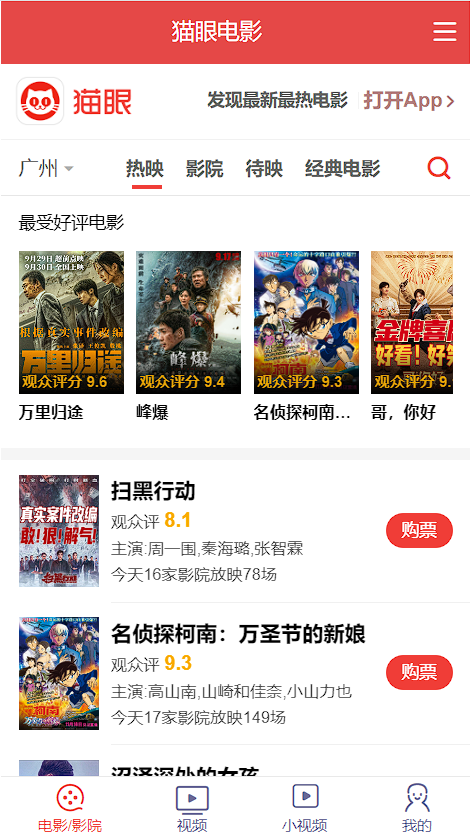 猫眼电影
猫眼 发现最新最热电影 打开App
广州 热映 影院 待映 经典电影
最受好评电影
9月29日 超前点映
9月30日 全国上映
根据真实事件改编
万里归途
观众评分 9.6
万里归途
峰爆
观众评分 9.4
峰爆
观众评分 9.3
名侦探柯南...
金牌喜
好看！好
观众评分 9.
哥，你好
真实案件改编
敢！狠！解气！
扫黑行动
扫黑行动
观众评 8.1
主演:周一围,秦海璐,张智霖
今天16家影院放映78场
购票
名侦探柯南：万圣节的新娘
观众评 9.3
主演:高山南,山崎和佳奈,小山力也
今天17家影院放映149场
购票
沼泽深处的女孩
电影/影院 视频 小视频 我的